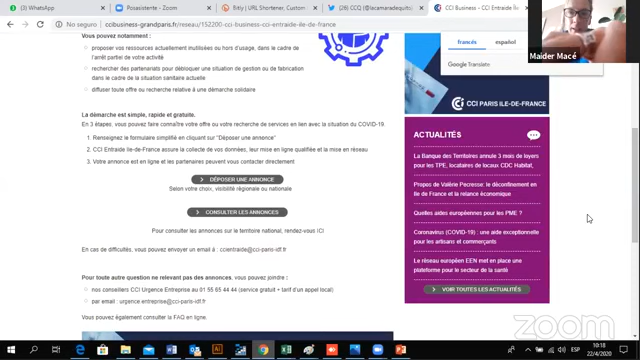 WhatsApp
Posasistente - Zoom
Bitly | URL Shortener, Custom
(28) CCQ (@lacamaradequit
CCI Business - CCI Entraide Île
No seguro | ccibusiness-grandparis.fr/reseau/152200-cci-business-cci-entraide-ile-de-france
francés español
Google Translate
Maider Macé
Vous pouvez notamment :
proposer vos ressources actuellement inutilisées ou hors d'usage, dans le cadre de
l'arrêt partiel de votre activité
rechercher des partenariats pour débloquer une situation de gestion ou de fabrication
dans le cadre de la situation sanitaire actuelle
diffuser toute offre ou recherche relative à une démarche solidaire
CCI PARIS ILE-DE-FRANCE
La démarche est simple, rapide et gratuite.
En 3 étapes, vous pouvez faire connaître votre offre ou votre recherche de services en lien avec la situation du COVID-19.
1. Renseignez le formulaire simplifié en cliquant sur "Déposer une annonce"
2. CCI Entraide Ile-de-France assure la collecte de vos données, leur mise en ligne qualifiée et la mise en réseau
3. Votre annonce est en ligne et les partenaires peuvent vous contacter directement
> DÉPOSER UNE ANNONCE
Selon votre choix, visibilité régionale ou nationale
> CONSULTER LES ANNONCES
Pour consulter les annonces sur le territoire national, rendez-vous ICI
En cas de difficultés, vous pouvez envoyer un email à : ccientraide@cci-paris-idf.fr
Pour toute autre question ne relevant pas des annonces, vous pouvez joindre :
nos conseillers CCI Urgence Entreprise au 01 55 65 44 44 (service gratuit + tarif d'un appel local)
par email : urgence.entreprise@cci-paris-idf.fr
Vous pouvez également consulter la FAQ en ligne.
ACTUALITÉS
La Banque des Territoires annule 3 mois de loyers
pour les TPE, locataires de locaux CDC Habitat,
Propos de Valérie Pecresse: le déconfinement en
Ile de France et la relance économique
Quelles aides européennes pour les PME ?
Coronavirus (COVID-19) : une aide exceptionnelle
pour les artisans et commerçants
Le réseau européen EEN met en place une
plateforme pour le secteur de la santé
> VOIR TOUTES LES ACTUALITÉS
zoom
ESP
10:18
22/4/2020